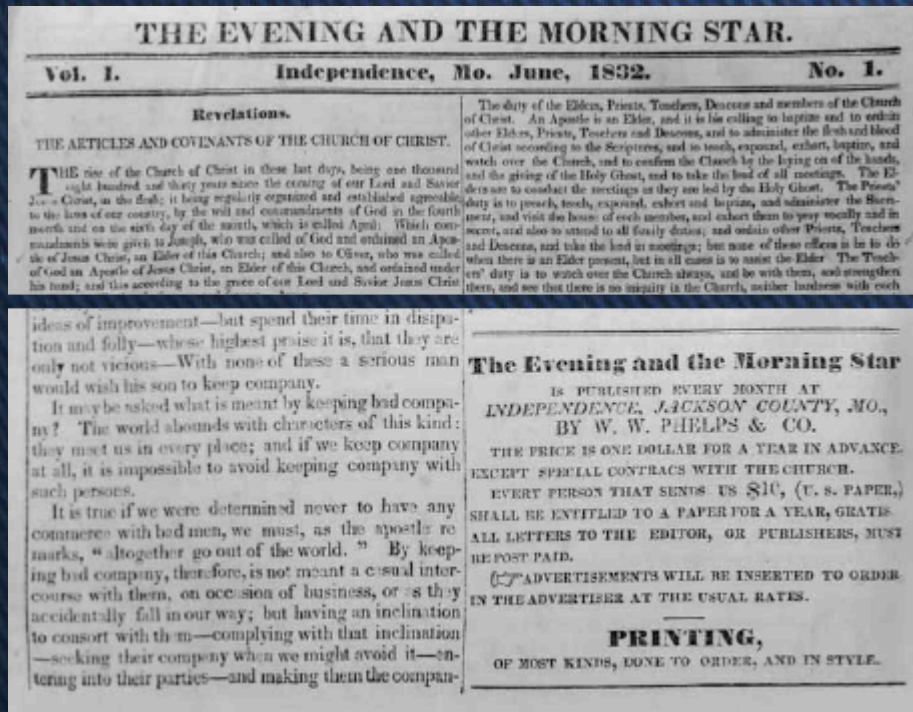 THE EVENING AND THE MORNING STAR.
Vol. I. Independence, Mo. June, 1832. No. 1.
Revelations.
THE ARTICLES AND COVENANTS OF THE CHURCH OF CHRIST.
THE rise of the Church of Christ in these last days, being one thousand
eight hundred and thirty years since the coming of our Lord and Savior
Jesus Christ, in the flesh; it being regularly organized and established agreeable
to the laws of our country, by the will and commandments of God in the fourth
month and on the sixth day of the month, which is called April: Which com-
mandments were given to Joseph, who was called of God and ordained an Apos-
tle of Jesus Christ, an Elder of this Church; and also to Oliver, who was called
of God an Apostle of Jesus Christ, an Elder of this Church, and ordained under
his hand; and this according to the grace of our Lord and Savior Jesus Christ
The duty of the Elders, Priests, Teachers, Deacons and members of the Church
of Christ. An Apostle is an Elder, and it is his calling to baptize and to ordain
other Elders, Priests, Teachers and Deacons, and to administer the flesh and blood
of Christ according to the Scriptures, and to teach, expound, exhort, baptize, and
watch over the Church, and to confirm the Church by the laying on of the hands,
and the giving of the Holy Ghost, and to take the lead of all meetings. The El-
ders are to conduct the meetings as they are led by the Holy Ghost. The Priests'
duty is to preach, teach, expound, exhort and baptize, and administer the Sacra-
ment, and visit the house of each member, and exhort them to pray vocally and in
secret, and also to attend to all family duties; and ordain other Priests, Teachers
and Deacons, and take the lead in meetings; but none of these offices is he to do
when there is an Elder present, but in all cases is to assist the Elder The Teach-
ers' duty is to watch over the Church always, and be with them, and strengthen
them, and see that there is no iniquity in the Church, neither hardness with each
ideas of improvement—but spend their time in disipa-
tion and folly—whose highest praise it is, that they are
only not vicious—With none of these a serious man
would wish his son to keep company.
It may be asked what is meant by keeping bad compa-
ny? The world abounds with characters of this kind:
they meet us in every place; and if we keep company
at all, it is impossible to avoid keeping company with
such persons.
It is true if we were determined never to have any
commerce with bad men, we must, as the apostle re
marks, " altogether go out of the world. " By keep-
ing bad company, therefore, is not meant a casual inter-
course with them, on occasion of business, or as they
accidentally fall in our way; but having an inclination
to consort with them—complying with that inclination
—seeking their company when we might avoid it—en-
tering into their parties—and making them the compan-
The Evening and the Morning Star
IS PUBLISHED EVERY MONTH AT
INDEPENDENCE, JACKSON COUNTY, MO.,
BY W. W. PHELPS & CO.
THE PRICE IS ONE DOLLAR FOR A YEAR IN ADVANCE.
EXCEPT SPECIAL CONTRACS WITH THE CHURCH.
EVERY PERSON THAT SENDS US $10, (U. S. PAPER,)
SHALL BE ENTITLED TO A PAPER FOR A YEAR, GRATIS
ALL LETTERS TO THE EDITOR, OR PUBLISHERS, MUST
BE POST PAID.
☞ADVERTISEMENTS WILL BE INSERTED TO ORDER
IN THE ADVERTISER AT THE USUAL RATES.
PRINTING,
OF MOST KINDS, DONE TO ORDER, AND IN STYLE.